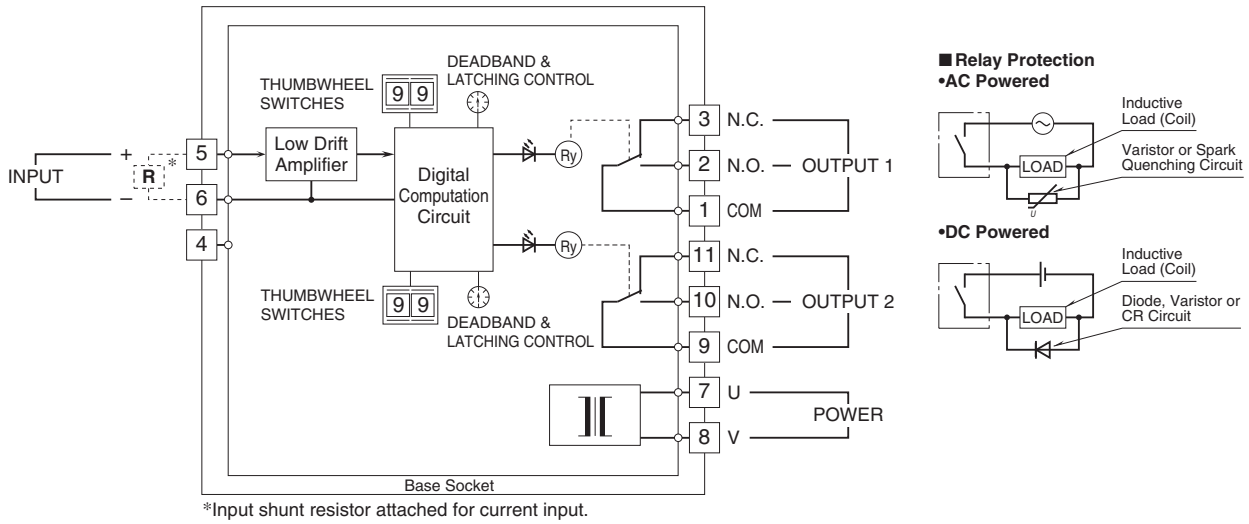 DEADBAND &
LATCHING CONTROL
THUMBWHEEL
SWITCHES
9 9
INPUT
+
−
R
*
5
6
4
Low Drift
Amplifier
Digital
Computation
Circuit
Ry
Ry
THUMBWHEEL
SWITCHES
9 9
DEADBAND &
LATCHING CONTROL
3 N.C.
2 N.O. OUTPUT 1
1 COM
11 N.C.
10 N.O. OUTPUT 2
9 COM
7 U
POWER
8 V
Base Socket
*Input shunt resistor attached for current input.
■ Relay Protection
•AC Powered
Inductive
Load (Coil)
LOAD
Varistor or Spark
Quenching Circuit
U
•DC Powered
Inductive
Load (Coil)
LOAD
Diode, Varistor or
CR Circuit